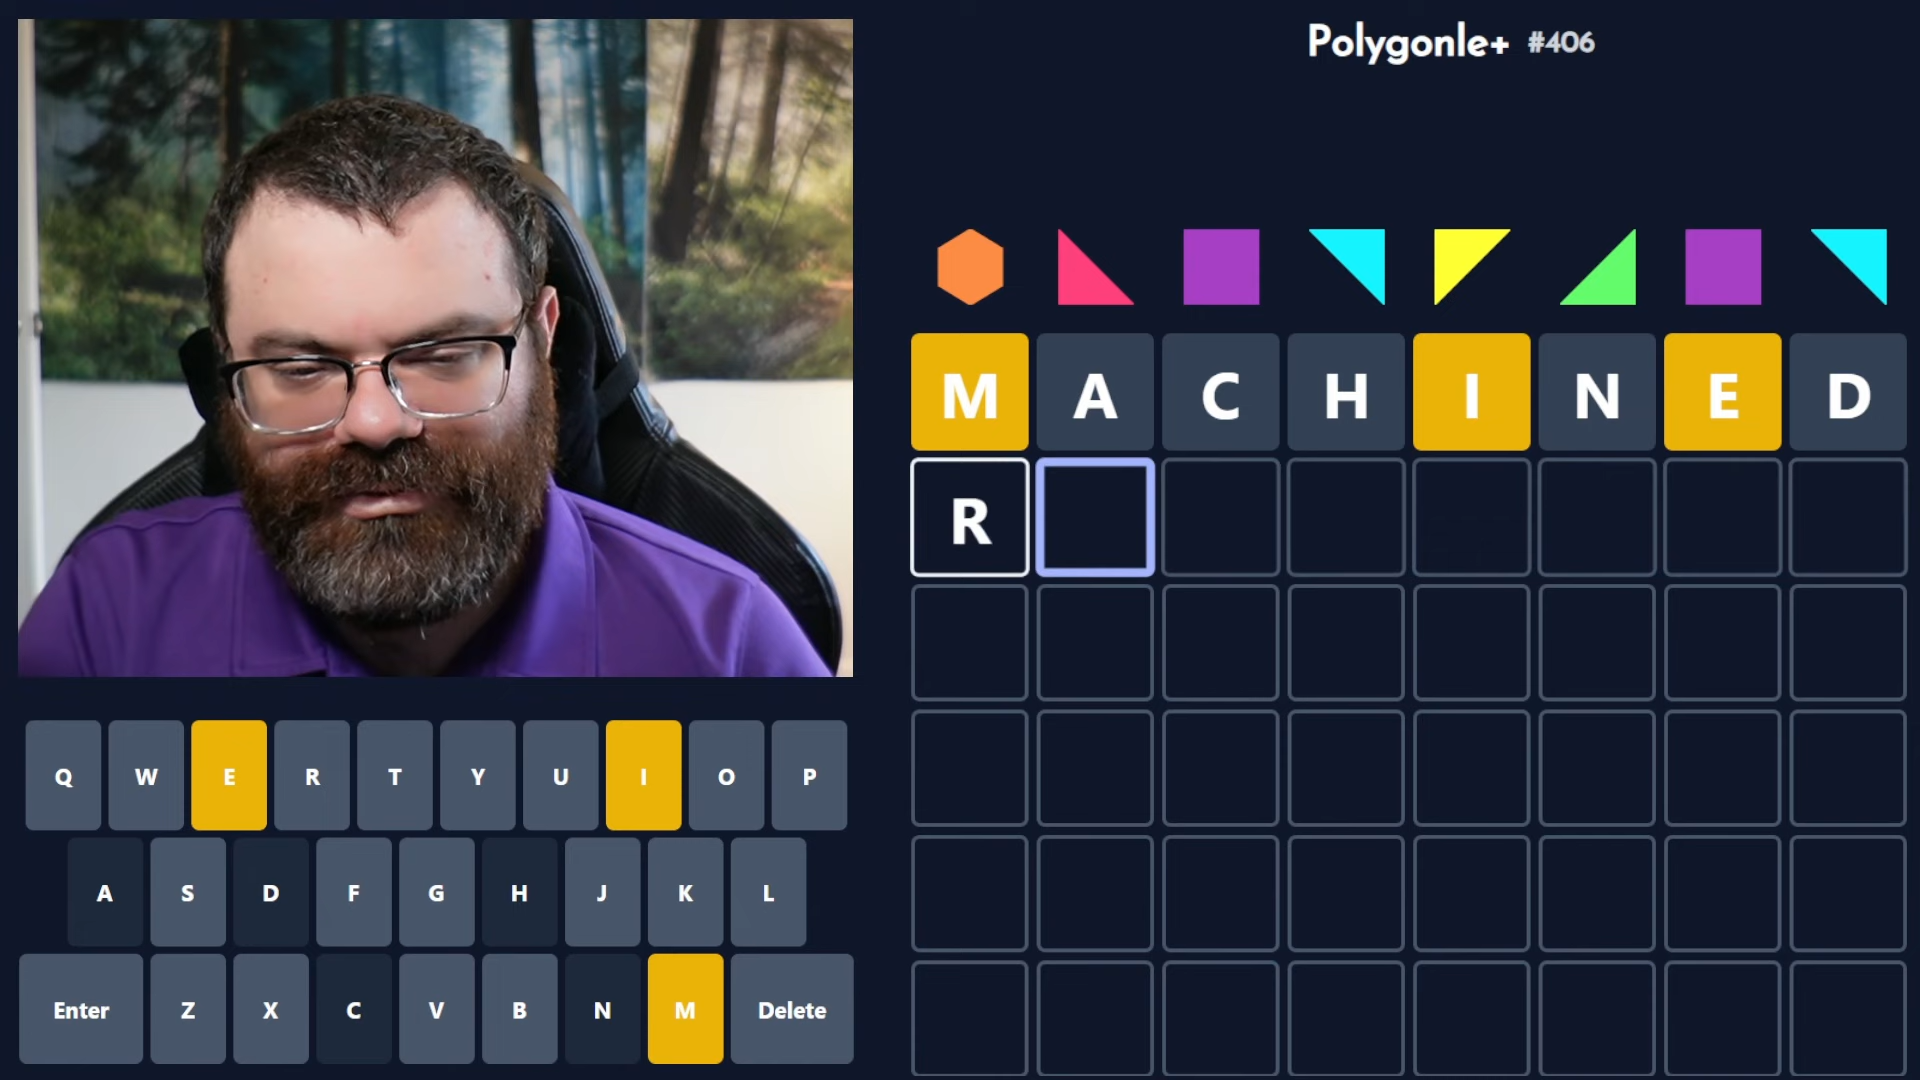 Polygonle+ #406
M A C H I N E D
R
Q W E R T Y U I O P
A S D F G H J K L
Enter Z X C V B N M Delete